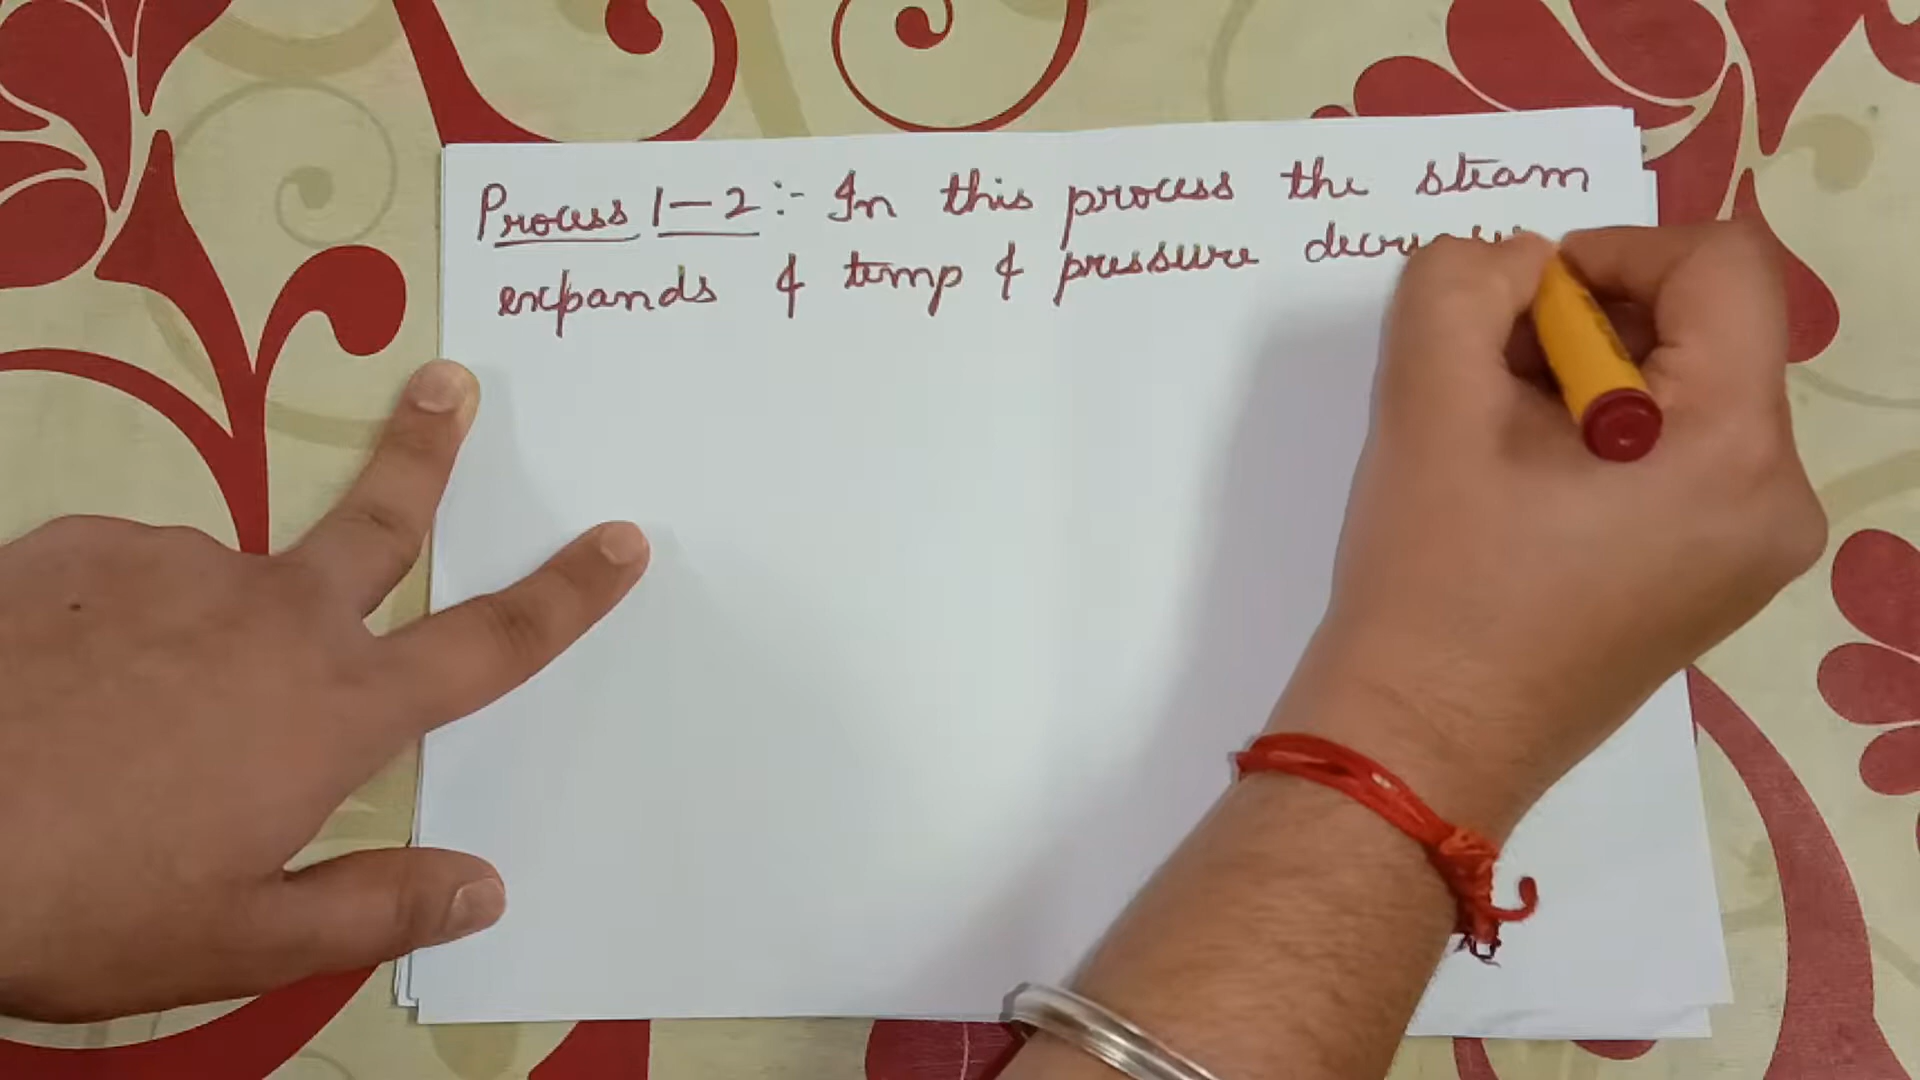 Process 1-2 :- In this process the steam
expands & temp & pressure